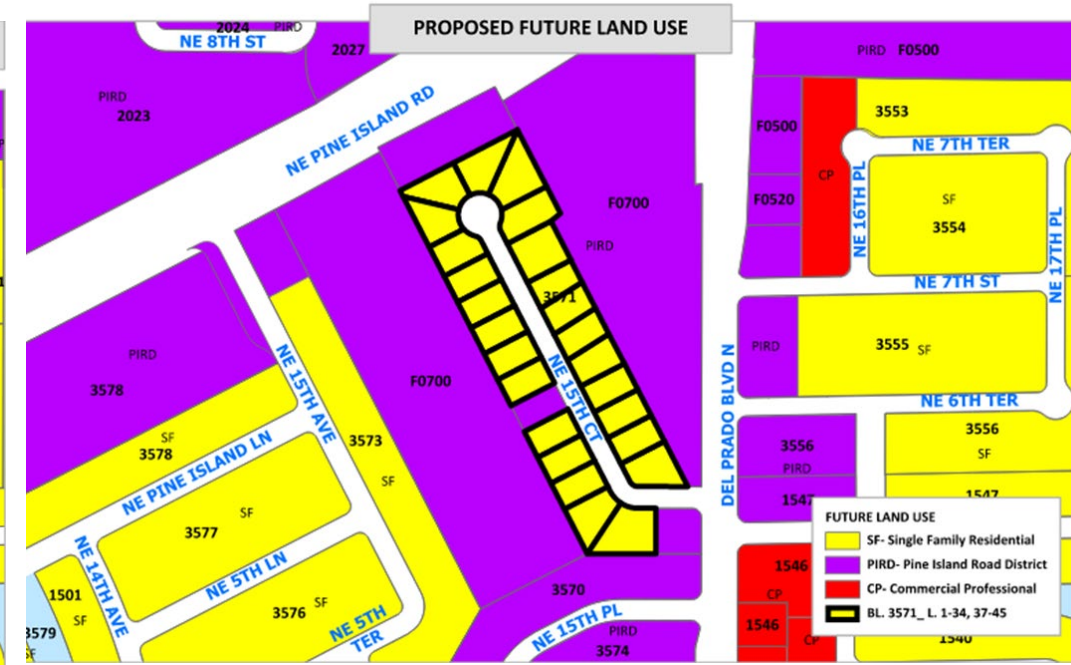 PROPOSED FUTURE LAND USE
2024
PIRD
NE 8TH ST
2027
PIRD F0500
PIRD
2023
NE PINE ISLAND RD
F0500
3553
NE 7TH TER
CP
NE 16TH PL
NE 17TH PL
F0520
F0700
SF
3554
PIRD
NE 7TH ST
3571
PIRD
3578
NE 15TH AVE
F0700
NE 15TH CT
DEL PRADO BLVD N
PIRD
3555 SF
NE 6TH TER
SF
3578
3573
SF
NE PINE ISLAND LN
3556
PIRD
3556
SF
1547
1547
3577
SF
NE 5TH LN
NE 14TH AVE
1501
SF
3576
SF
NE 5TH
TER
3579
SF
3570
NE 15TH PL
PIRD
3574
1546
CP
1546
CP
1540
FUTURE LAND USE
SF- Single Family Residential
PIRD- Pine Island Road District
CP- Commercial Professional
BL. 3571_ L. 1-34, 37-45